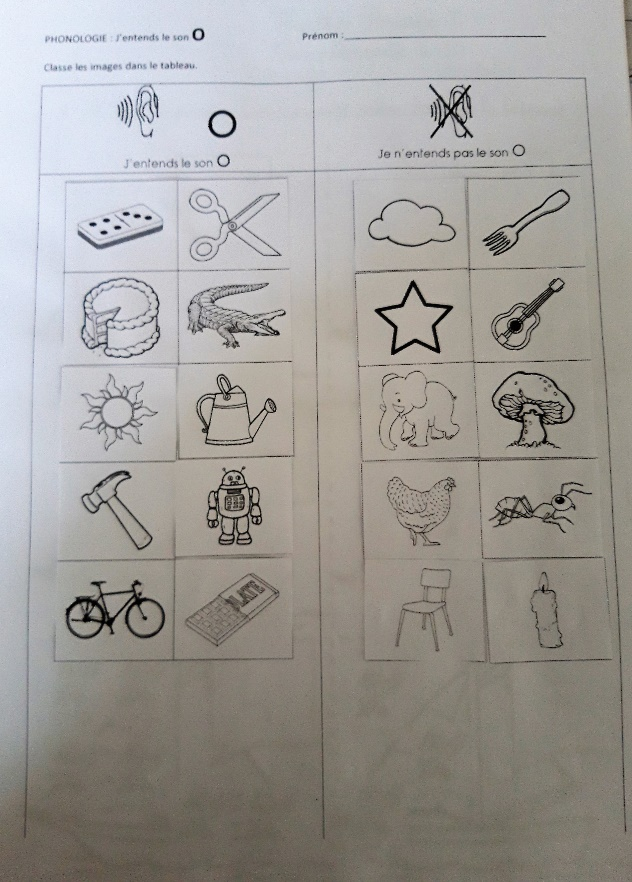 PHONOLOGIE : J'entends le son O
Prénom :
Classe les images dans le tableau.
O
J'entends le son O
Je n'entends pas le son O